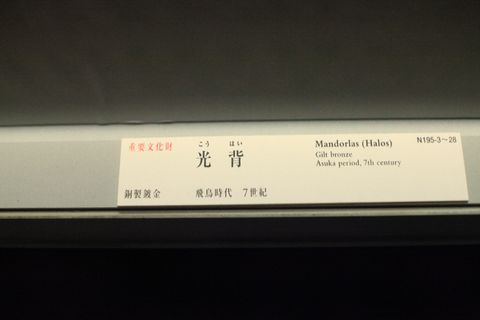 重要文化財
こう はい
光 背
銅製鍍金
飛鳥時代 7世紀
Mandorlas (Halos)
Gilt bronze
Asuka period, 7th century
N195-3～28